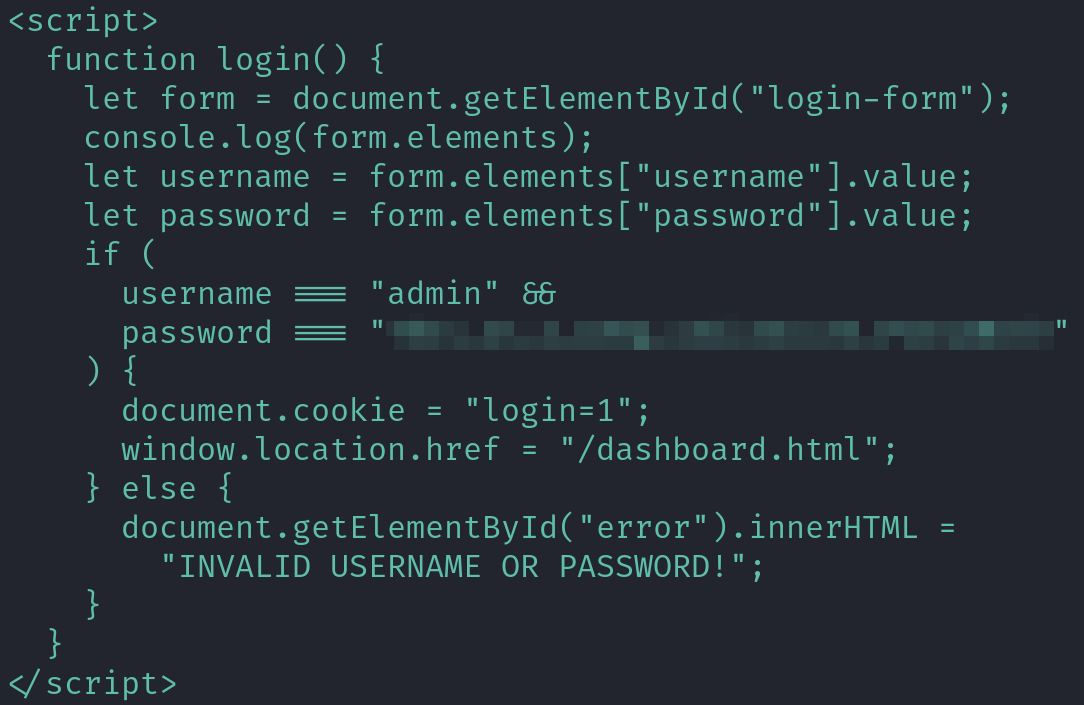 <script>
function login() {
let form = document.getElementById("login-form");
console.log(form.elements);
let username = form.elements["username"].value;
let password = form.elements["password"].value;
if (
username === "admin" &&
password === ""
) {
document.cookie = "login=1";
window.location.href = "/dashboard.html";
} else {
document.getElementById("error").innerHTML =
"INVALID USERNAME OR PASSWORD!";
}
}
</script>